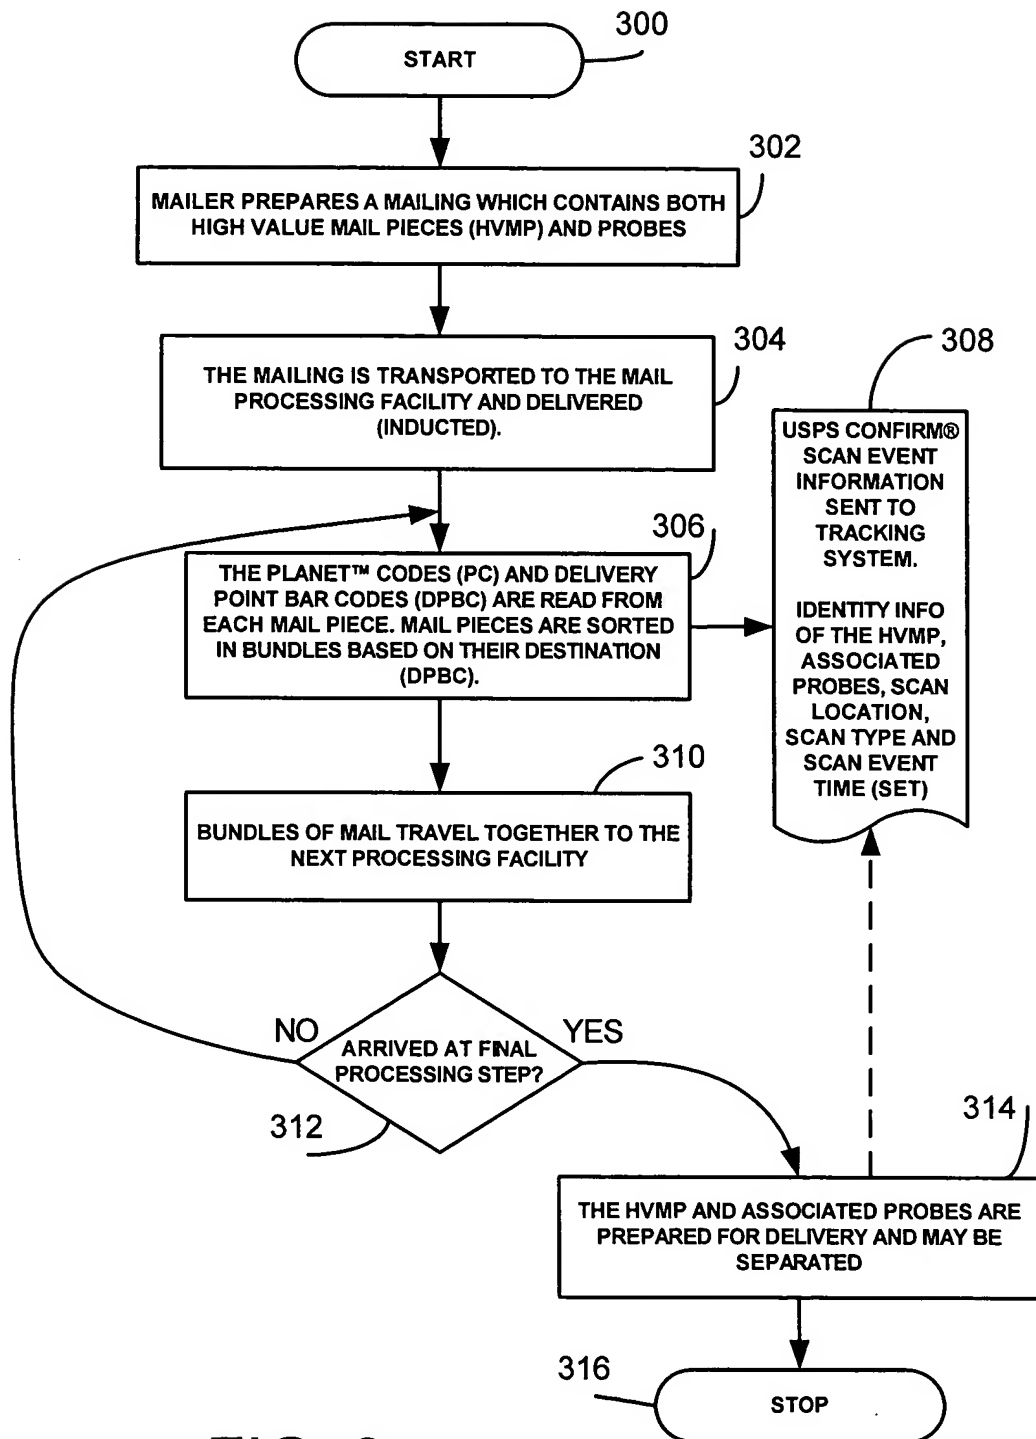 300
START
302
MAILER PREPARES A MAILING WHICH CONTAINS BOTH
HIGH VALUE MAIL PIECES (HVMP) AND PROBES
304
THE MAILING IS TRANSPORTED TO THE MAIL
PROCESSING FACILITY AND DELIVERED
(INDUCTED).
308
USPS CONFIRM®
SCAN EVENT
INFORMATION
SENT TO
TRACKING
SYSTEM.
IDENTITY INFO
OF THE HVMP,
ASSOCIATED
PROBES, SCAN
LOCATION,
SCAN TYPE AND
SCAN EVENT
TIME (SET)
306
THE PLANET™ CODES (PC) AND DELIVERY
POINT BAR CODES (DPBC) ARE READ FROM
EACH MAIL PIECE. MAIL PIECES ARE SORTED
IN BUNDLES BASED ON THEIR DESTINATION
(DPBC).
310
BUNDLES OF MAIL TRAVEL TOGETHER TO THE
NEXT PROCESSING FACILITY
NO
YES
ARRIVED AT FINAL
PROCESSING STEP?
312
314
THE HVMP AND ASSOCIATED PROBES ARE
PREPARED FOR DELIVERY AND MAY BE
SEPARATED
316
STOP